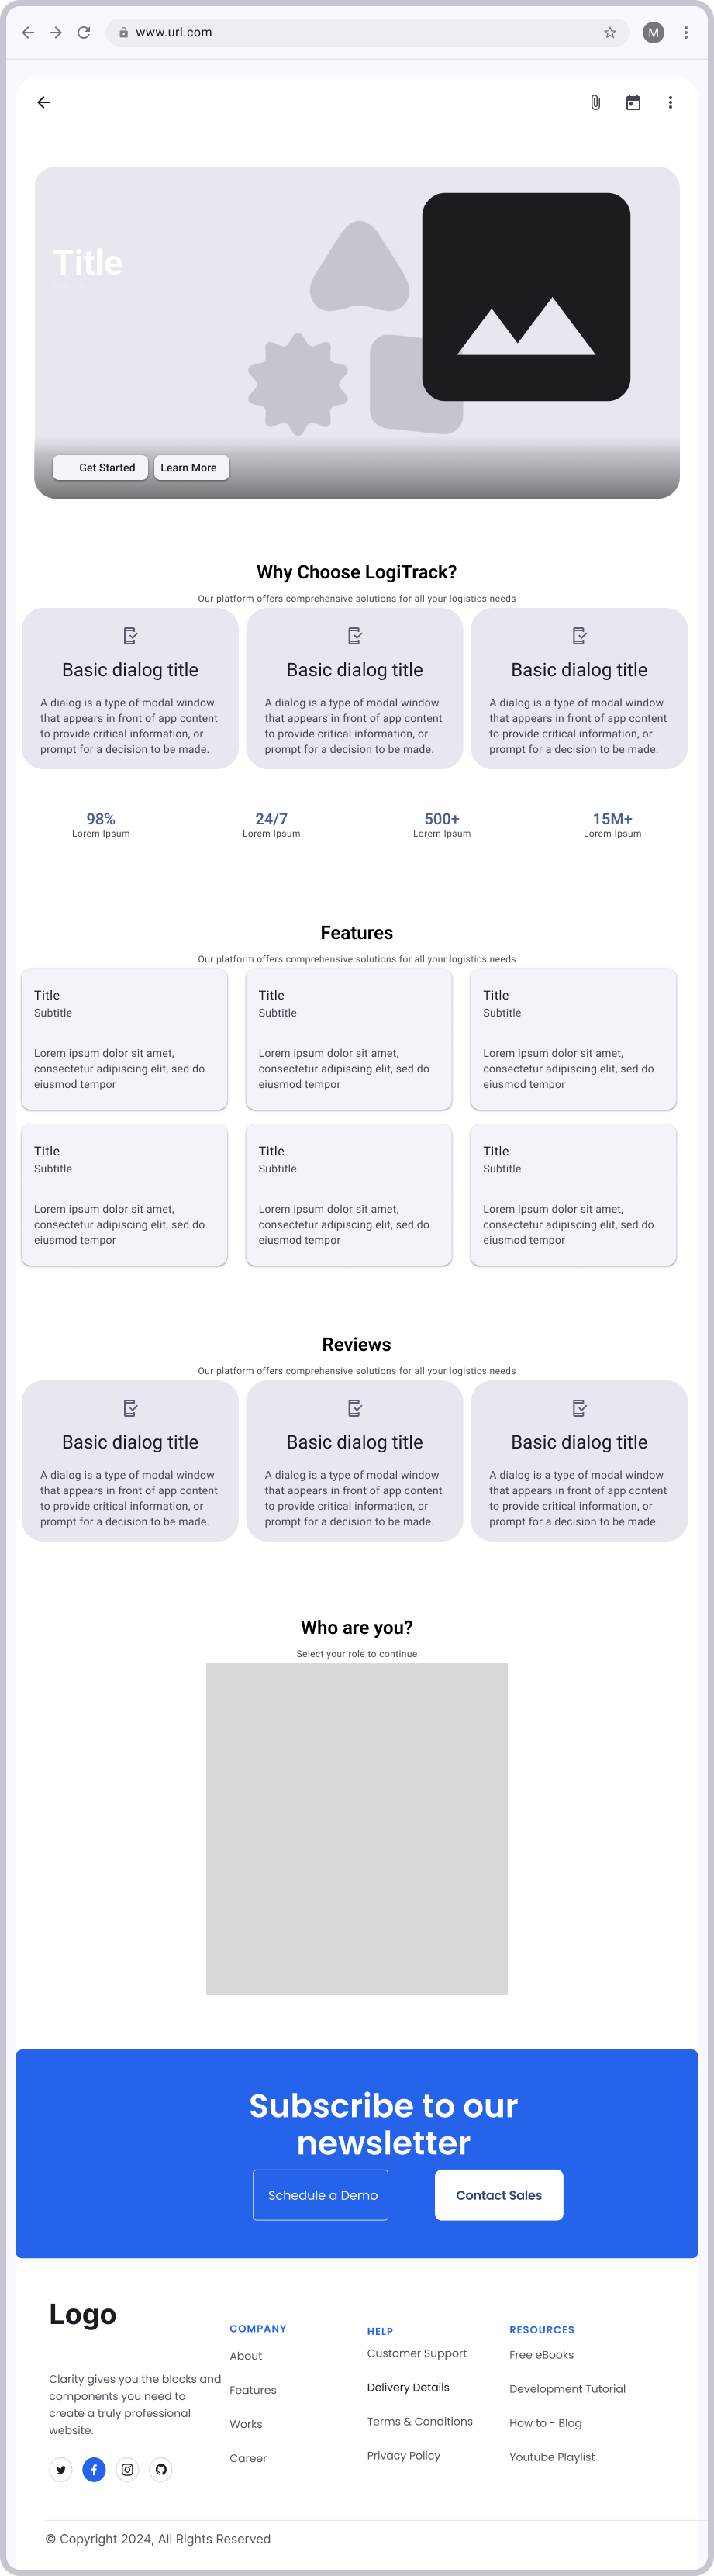 www.url.com
M
Title
Get Started
Learn More
Why Choose LogiTrack?
Our platform offers comprehensive solutions for all your logistics needs
Basic dialog title
A dialog is a type of modal window
that appears in front of app content
to provide critical information, or
prompt for a decision to be made.
Basic dialog title
A dialog is a type of modal window
that appears in front of app content
to provide critical information, or
prompt for a decision to be made.
Basic dialog title
A dialog is a type of modal window
that appears in front of app content
to provide critical information, or
prompt for a decision to be made.
98%
Lorem Ipsum
24/7
Lorem Ipsum
500+
Lorem Ipsum
15M+
Lorem Ipsum
Features
Our platform offers comprehensive solutions for all your logistics needs
Title
Subtitle
Lorem ipsum dolor sit amet,
consectetur adipiscing elit, sed do
eiusmod tempor
Title
Subtitle
Lorem ipsum dolor sit amet,
consectetur adipiscing elit, sed do
eiusmod tempor
Title
Subtitle
Lorem ipsum dolor sit amet,
consectetur adipiscing elit, sed do
eiusmod tempor
Title
Subtitle
Lorem ipsum dolor sit amet,
consectetur adipiscing elit, sed do
eiusmod tempor
Title
Subtitle
Lorem ipsum dolor sit amet,
consectetur adipiscing elit, sed do
eiusmod tempor
Title
Subtitle
Lorem ipsum dolor sit amet,
consectetur adipiscing elit, sed do
eiusmod tempor
Reviews
Our platform offers comprehensive solutions for all your logistics needs
Basic dialog title
A dialog is a type of modal window
that appears in front of app content
to provide critical information, or
prompt for a decision to be made.
Basic dialog title
A dialog is a type of modal window
that appears in front of app content
to provide critical information, or
prompt for a decision to be made.
Basic dialog title
A dialog is a type of modal window
that appears in front of app content
to provide critical information, or
prompt for a decision to be made.
Who are you?
Select your role to continue
Subscribe to our
newsletter
Schedule a Demo
Contact Sales
Logo
Clarity gives you the blocks and
components you need to
create a truly professional
website.
COMPANY
About
Features
Works
Career
HELP
Customer Support
Delivery Details
Terms & Conditions
Privacy Policy
RESOURCES
Free eBooks
Development Tutorial
How to - Blog
Youtube Playlist
© Copyright 2024, All Rights Reserved